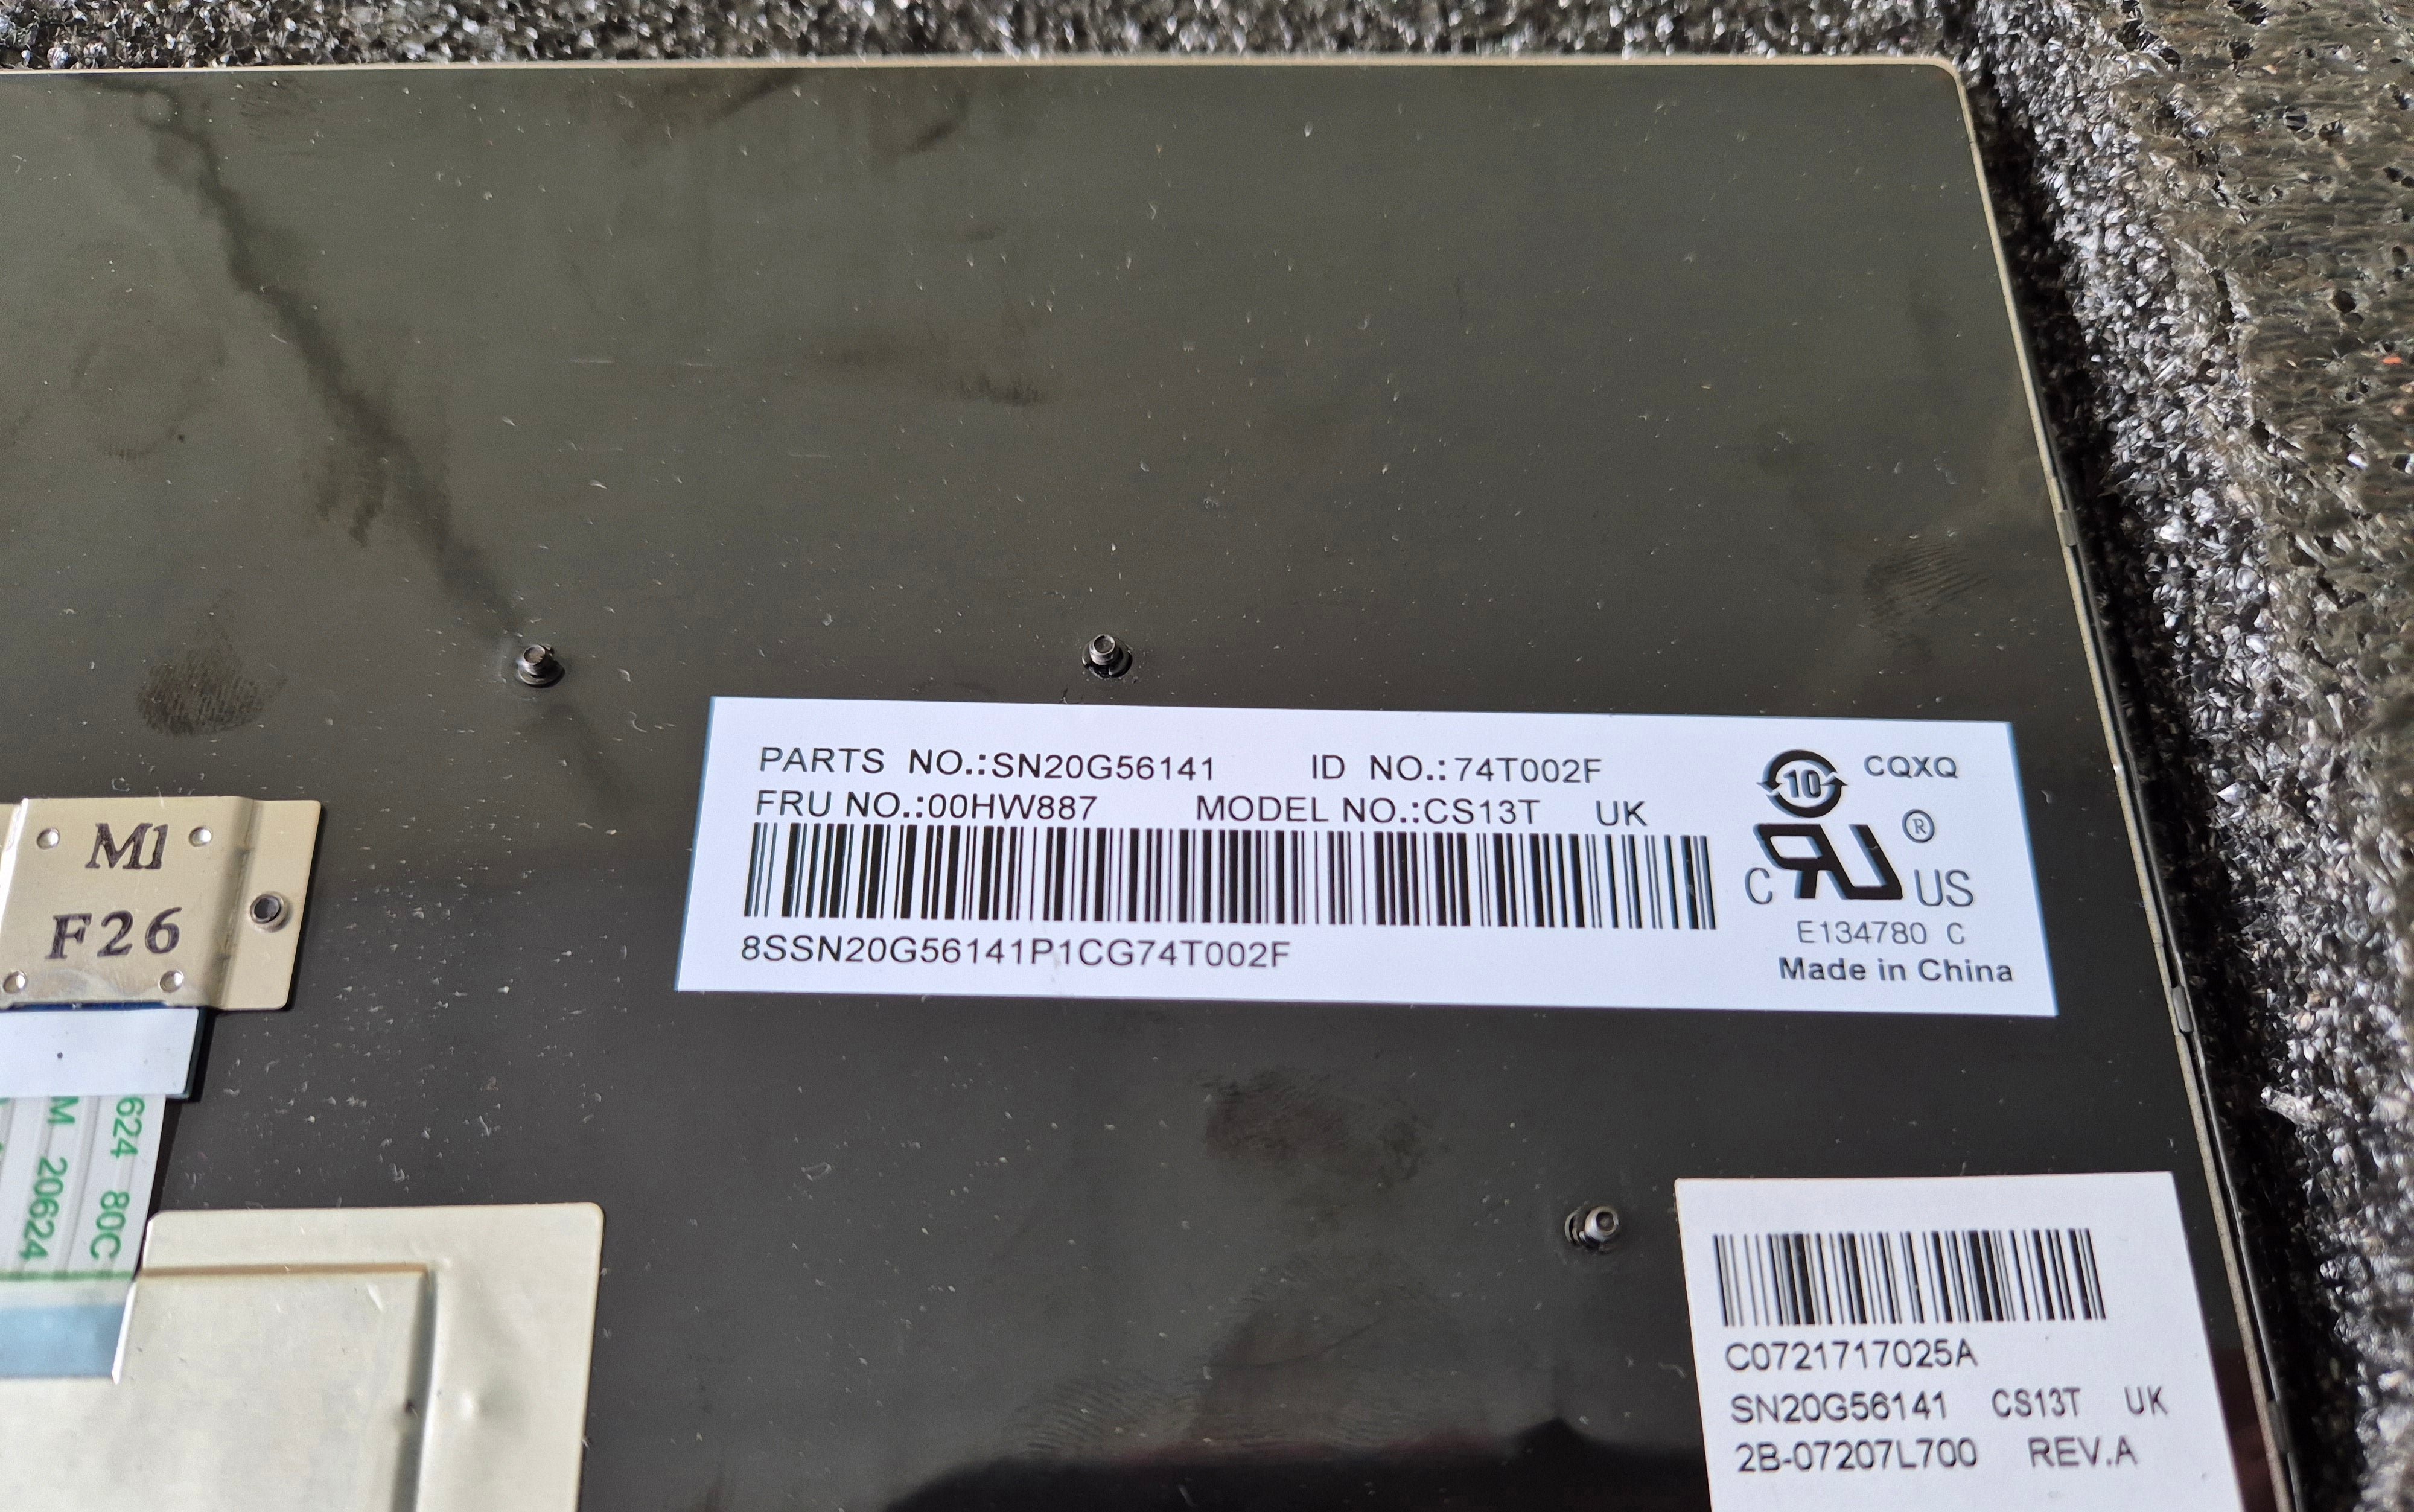 PARTS NO.:SN20G56141 ID NO.:74T002F
FRU NO.:00HW887 MODEL NO.:CS13T UK
8SSN20G56141P1CG74T002F
10
CQXQ
®
C RU US
E134780 C
Made in China
M1
F26
624 80C
M 20624
C0721717025A
SN20G56141 CS13T UK
2B-07207L700 REV.A